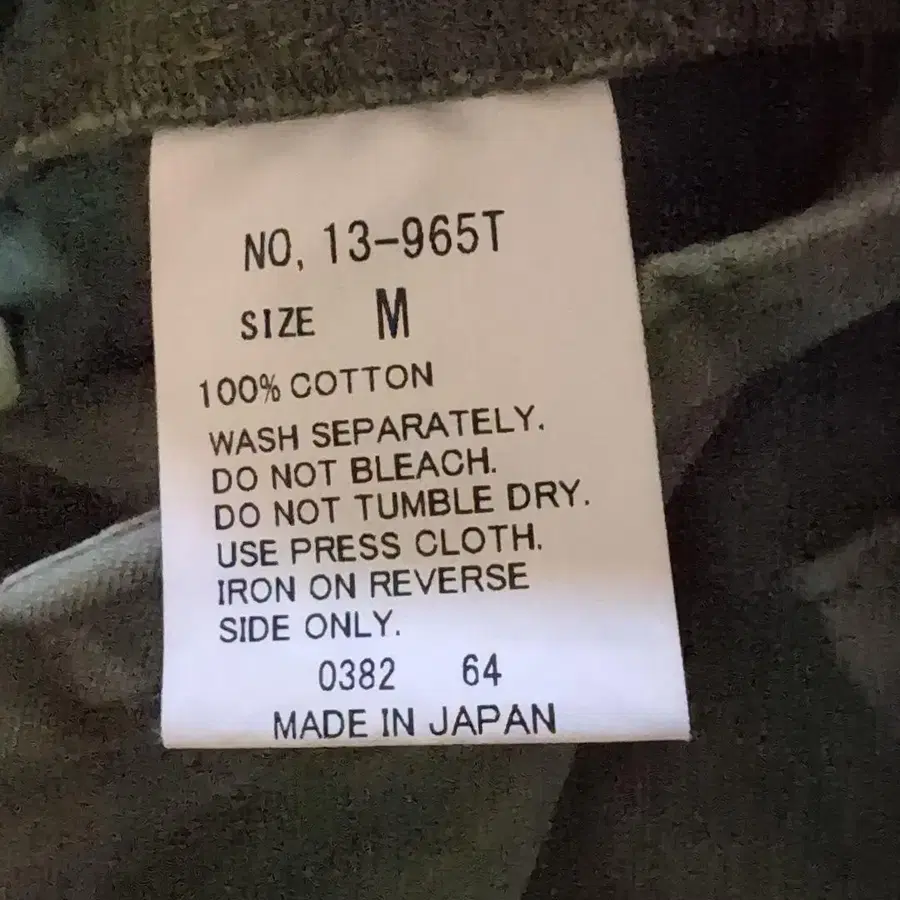 NO, 13-965T
SIZE M
100% COTTON
WASH SEPARATELY.
DO NOT BLEACH.
DO NOT TUMBLE DRY.
USE PRESS CLOTH.
IRON ON REVERSE
SIDE ONLY.
0382 64
MADE IN JAPAN